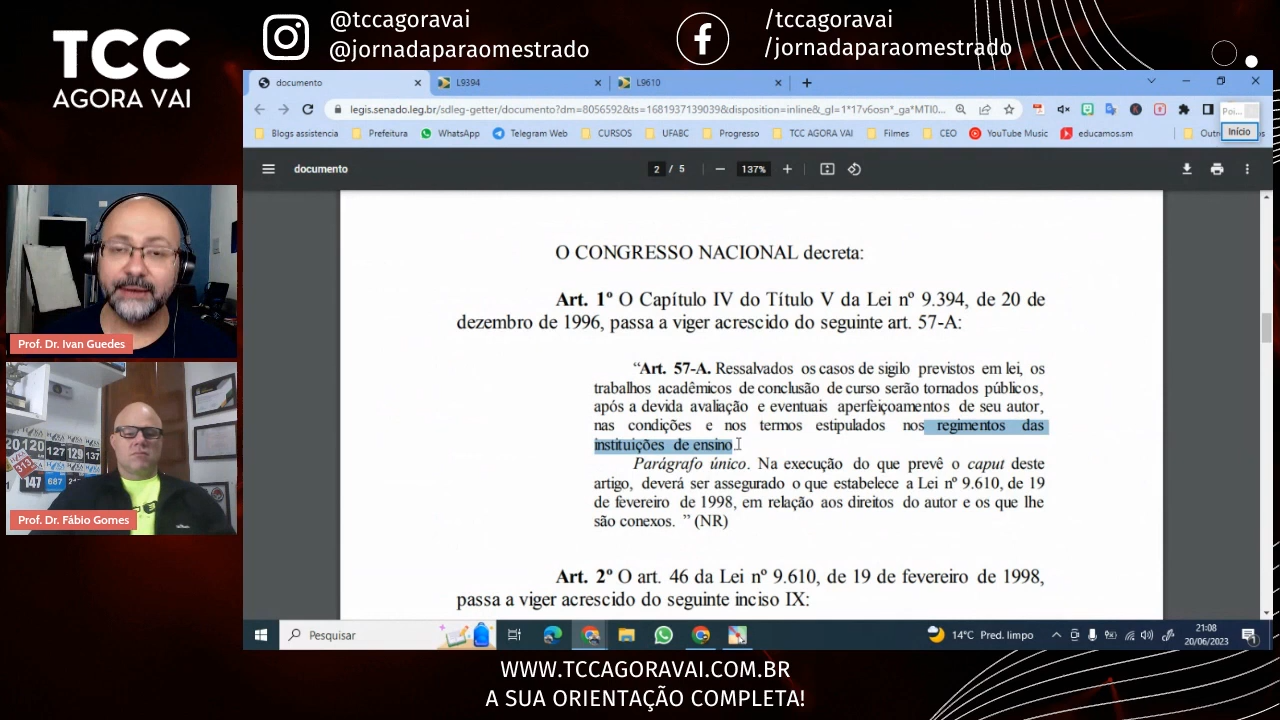 TCC
AGORA VAI
@tccagoravai
@jornadaparaomestrado
/tccagoravai
/jornadaparaomestrado
documento
L9394
L9610
legis.senado.leg.br/sdleg-getter/documento?dm=8056592&ts=1681937139039&disposition=inline&_gl=1*17v6osn*_ga*MTI0...
Poi...
Início
Blogs assistencia
Prefeitura
WhatsApp
Telegram Web
CURSOS
UFABC
Progresso
TCC AGORA VAI
Filmes
CEO
YouTube Music
educamos.sm
documento
2 / 5
137%
O CONGRESSO NACIONAL decreta:
Art. 1º O Capítulo IV do Título V da Lei nº 9.394, de 20 de
dezembro de 1996, passa a viger acrescido do seguinte art. 57-A:
“Art. 57-A. Ressalvados os casos de sigilo previstos em lei, os
trabalhos acadêmicos de conclusão de curso serão tornados públicos,
após a devida avaliação e eventuais aperfeiçoamentos de seu autor,
nas condições e nos termos estipulados nos regimentos das
instituições de ensino
Parágrafo único. Na execução do que prevê o caput deste
artigo, deverá ser assegurado o que estabelece a Lei nº 9.610, de 19
de fevereiro de 1998, em relação aos direitos do autor e os que lhe
são conexos. ” (NR)
Art. 2º O art. 46 da Lei nº 9.610, de 19 de fevereiro de 1998,
passa a viger acrescido do seguinte inciso IX:
Prof. Dr. Ivan Guedes
Prof. Dr. Fábio Gomes
Pesquisar
14°C Pred. limpo
21:08
20/06/2023
WWW.TCCAGORAVAI.COM.BR
A SUA ORIENTAÇÃO COMPLETA!